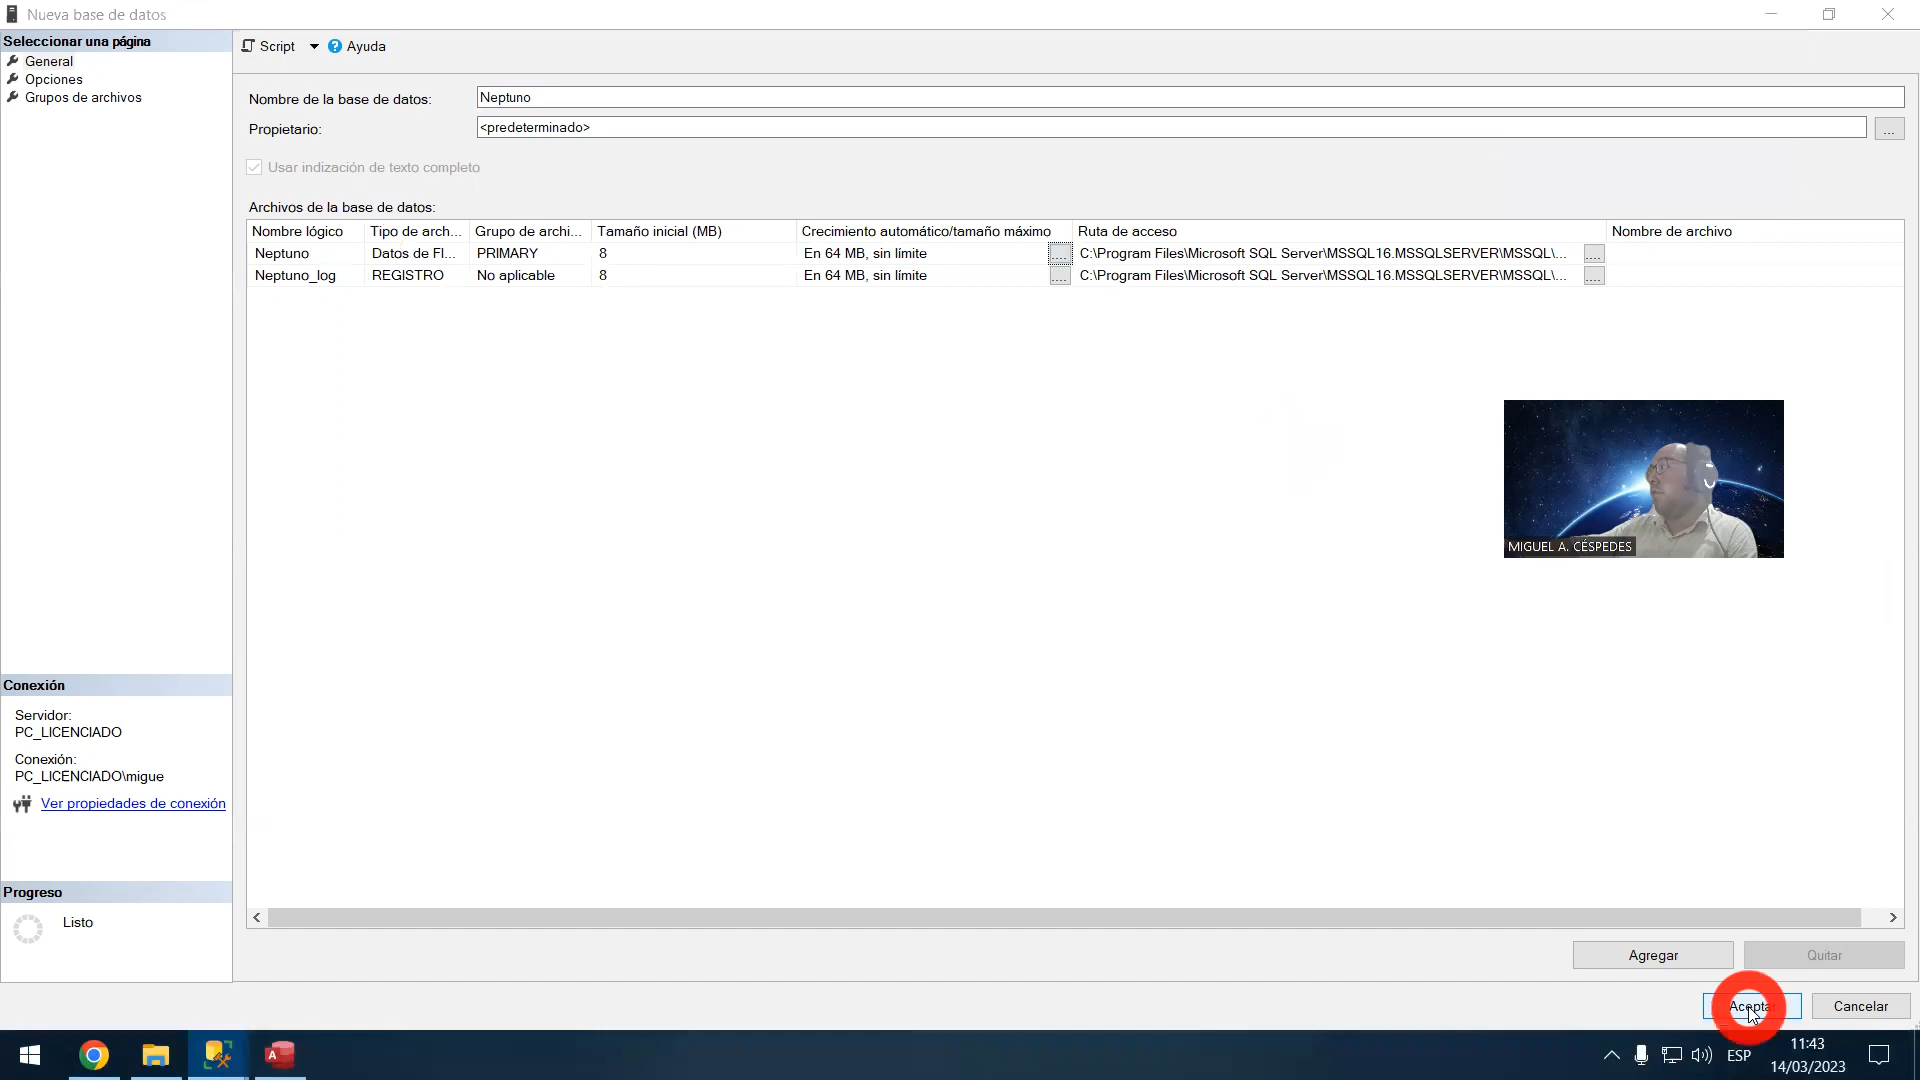 Nueva base de datos
Seleccionar una página
General
Opciones
Grupos de archivos
Script
Ayuda
Nombre de la base de datos:
Neptuno
Propietario:
<predeterminado>
...
Usar indización de texto completo
Archivos de la base de datos:
Nombre lógico Tipo de arch... Grupo de archi... Tamaño inicial (MB) Crecimiento automático/tamaño máximo Ruta de acceso Nombre de archivo
Neptuno Datos de FI... PRIMARY 8 En 64 MB, sin límite .... C:\Program Files\Microsoft SQL Server\MSSQL16.MSSQLSERVER\MSSQL\... ....
Neptuno_log REGISTRO No aplicable 8 En 64 MB, sin límite .... C:\Program Files\Microsoft SQL Server\MSSQL16.MSSQLSERVER\MSSQL\... ....
MIGUEL A. CÉSPEDES
Conexión
Servidor:
PC_LICENCIADO
Conexión:
PC_LICENCIADO\migue
Ver propiedades de conexión
Progreso
Listo
Agregar
Quitar
Aceptar
Cancelar
A
ESP
11:43
14/03/2023